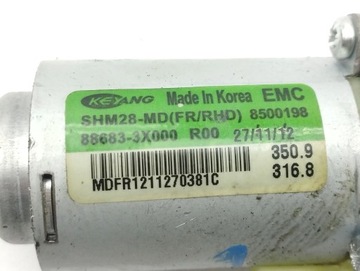 KEYANG Made in Korea EMC
SHM28-MD(FR/RHD) 8500198
88683-3X000 R00 27/11/12
350.9
316.8
MDFR1211270381C